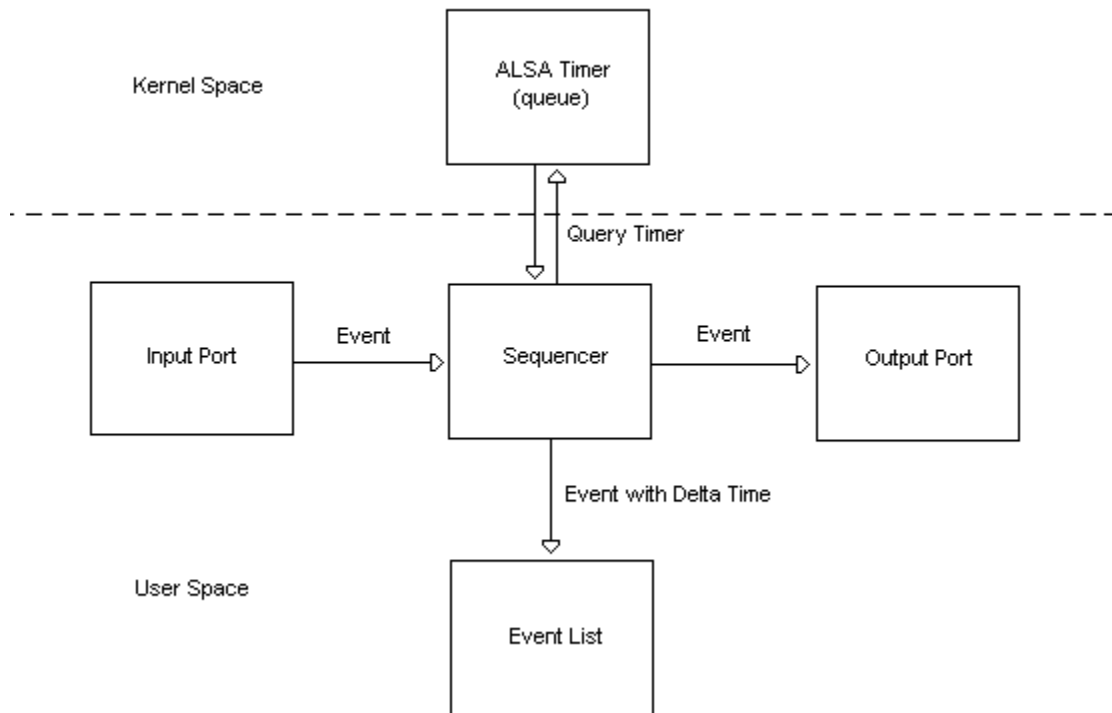 Kernel Space
ALSA Timer
(queue)
Query Timer
Input Port
Event
Sequencer
Event
Output Port
Event with Delta Time
User Space
Event List